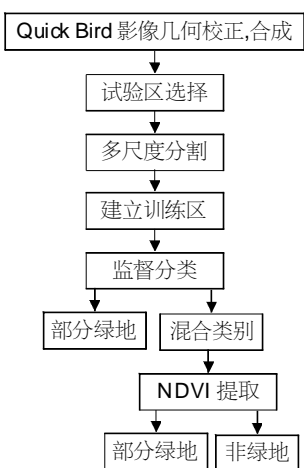 Quick Bird 影像几何校正,合成
试验区选择
多尺度分割
建立训练区
监督分类
部分绿地
混合类别
NDVI 提取
部分绿地
非绿地